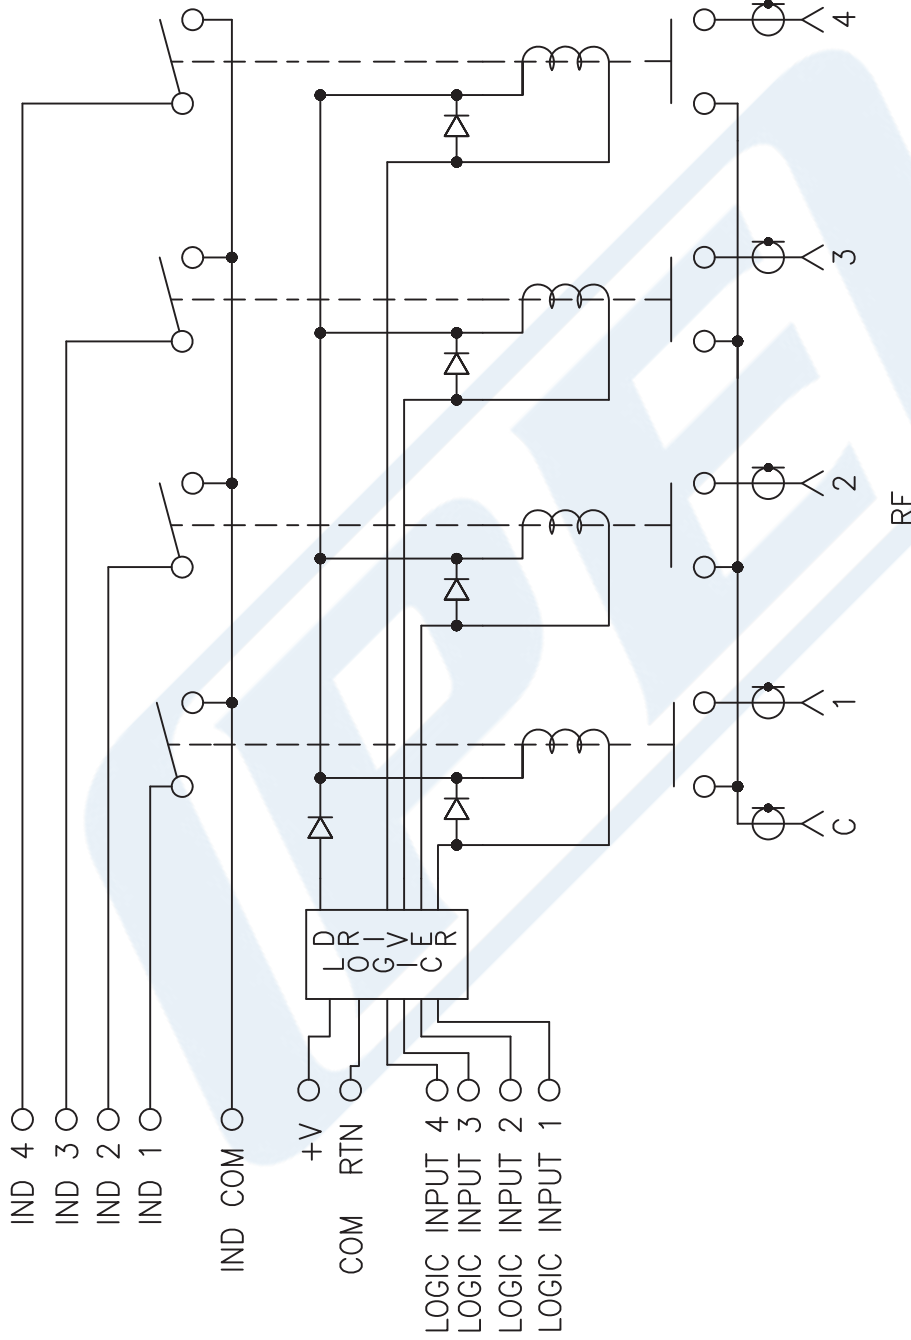 IND 4
IND 3
IND 2
IND 1
IND COM
+V
COM RTN
LOGIC INPUT 4
LOGIC INPUT 3
LOGIC INPUT 2
LOGIC INPUT 1
LOGIC
DRIVER
C
1
2
3
4
RF
PE